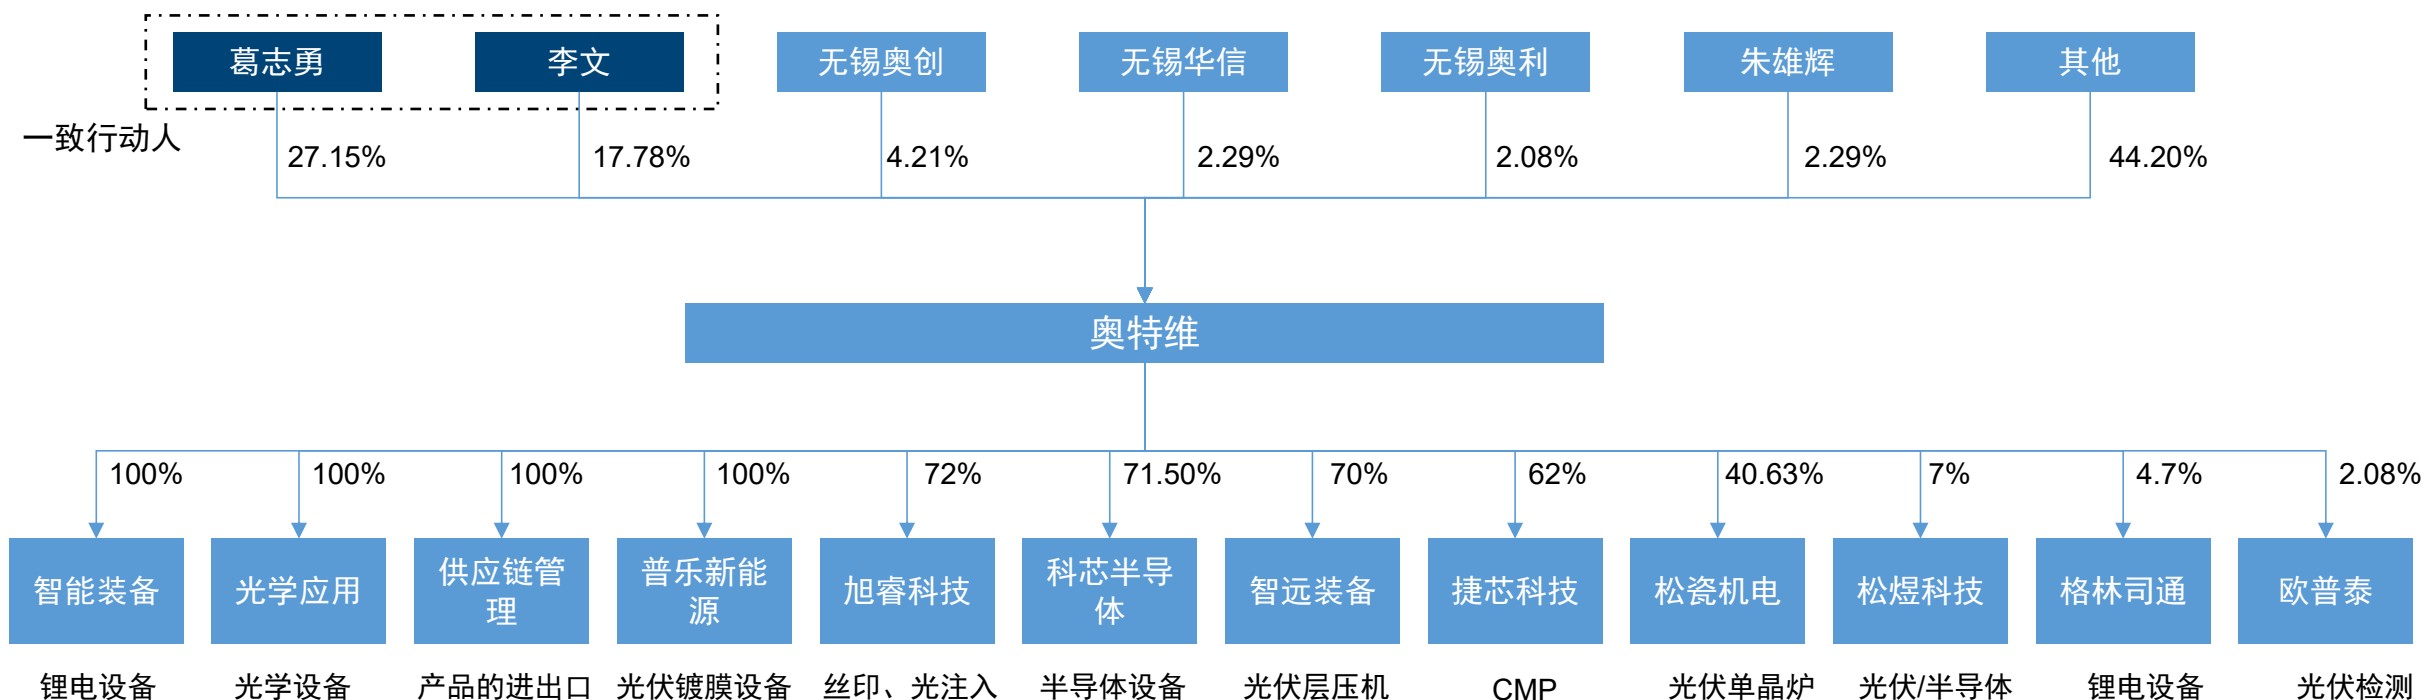 葛志勇
李文
无锡奥创
无锡华信
无锡奥利
朱雄辉
其他
一致行动人
27.15%
17.78%
4.21%
2.29%
2.08%
2.29%
44.20%
奥特维
100%
100%
100%
100%
72%
71.50%
70%
62%
40.63%
7%
4.7%
2.08%
智能装备
光学应用
供应链管
理
普乐新能
源
旭睿科技
科芯半导
体
智远装备
捷芯科技
松瓷机电
松煜科技
格林司通
欧普泰
锂电设备
光学设备
产品的进出口
光伏镀膜设备
丝印、光注入
半导体设备
光伏层压机
CMP
光伏单晶炉
光伏/半导体
锂电设备
光伏检测